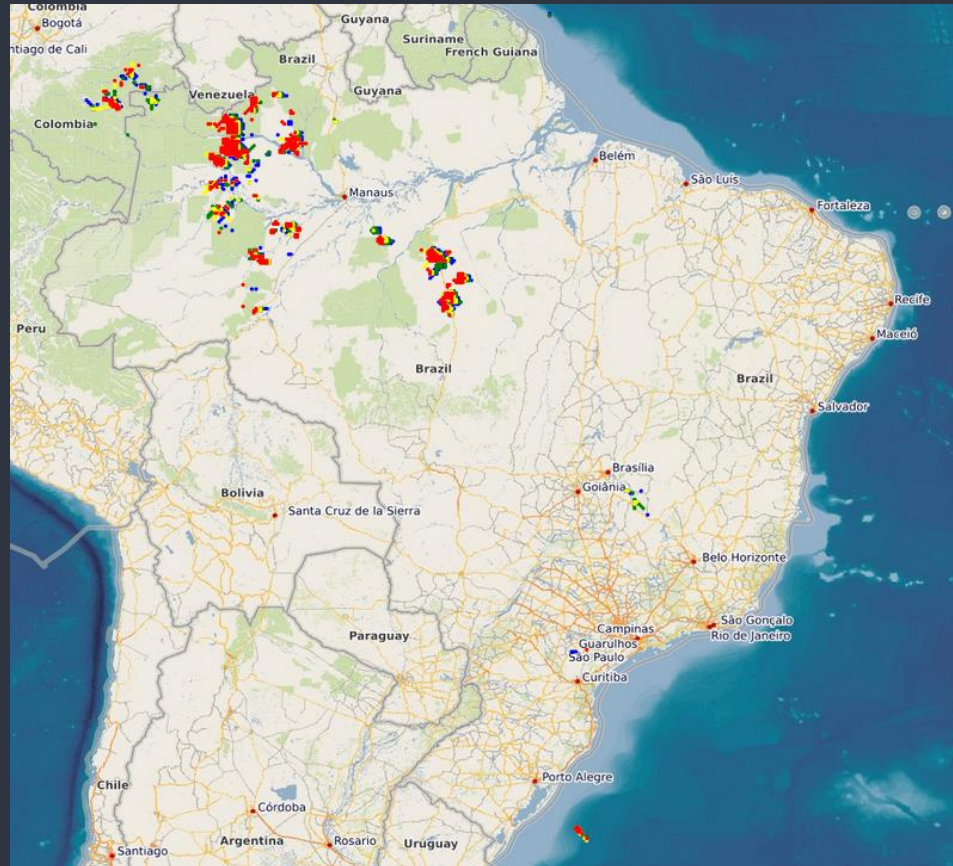 Colombia
Bogotá
ntiago de Cali
Guyana
Suriname
French Guiana
Brazil
Guyana
Venezuela
Colombia
Belém
São Luís
Manaus
Fortaleza
Peru
Recife
Maceió
Brazil
Brazil
Salvador
Brasília
Goiânia
Bolivia
Santa Cruz de la Sierra
Belo Horizonte
Paraguay
Campinas
São Gonçalo
Guarulhos
Rio de Janeiro
São Paulo
Curitiba
Porto Alegre
Chile
Córdoba
Argentina
Rosario
Uruguay
Santiago